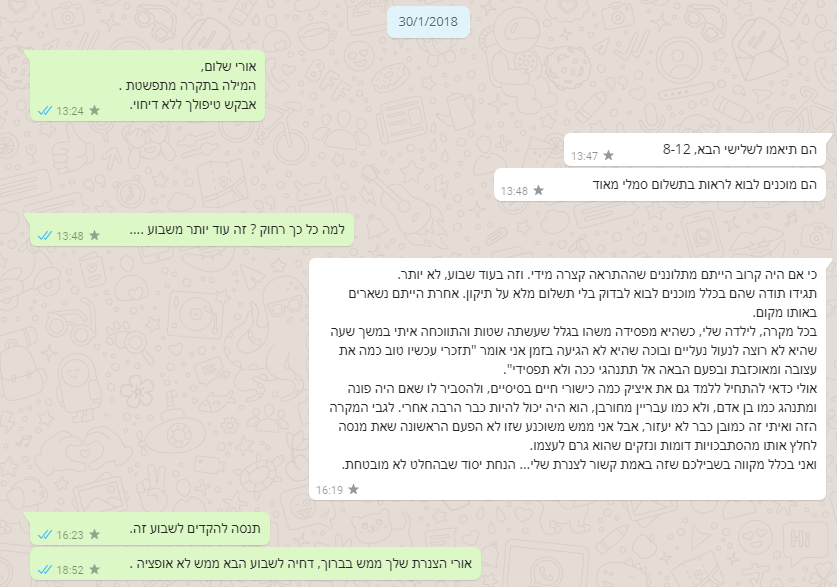 30/1/2018
אורי שלום,
המילה בתקרה מתפשטת .
אבקש טיפולך ללא דיחוי.
13:24
הם תיאמו לשלישי הבא, 8-12
13:47
הם מוכנים לבוא לראות בתשלום סמלי מאוד
13:48
למה כל כך רחוק ? זה עוד יותר משבוע ....
13:48
כי אם היה קרוב הייתם מתלוננים שההתראה קצרה מידי. וזה בעוד שבוע, לא יותר.
תגידו תודה שהם בכלל מוכנים לבוא לבדוק בלי תשלום מלא על תיקון. אחרת הייתם נשארים
באותו מקום.
בכל מקרה, לילדה שלי, כשהיא מפסידה משהו בגלל שעשתה שטות והתווכחה איתי במשך שעה
שהיא לא רוצה לנעול נעליים ובוכה שהיא לא הגיעה בזמן אני אומר "תזכרי עכשיו טוב כמה את
עצובה ומאוכזבת ובפעם הבאה אל תתנהגי ככה ולא תפסידי".
אולי כדאי להתחיל ללמד גם את איציק כמה כישורי חיים בסיסיים, ולהסביר לו שאם היה פונה
ומתנהג כמו בן אדם, ולא כמו עבריין מחורבן, הוא היה יכול להיות כבר הרבה אחרי. לגבי המקרה
הזה ואיתי זה כמובן כבר לא יעזור, אבל אני ממש משוכנע שזו לא הפעם הראשונה שאת מנסה
לחלץ אותו מהסתבכויות דומות ונזקים שהוא גרם לעצמו.
ואני בכלל מקווה בשבילכם שזה באמת קשור לצנרת שלי... הנחת יסוד שבהחלט לא מובטחת.
16:19
תנסה להקדים לשבוע זה.
16:23
אורי הצנרת שלך ממש בברוך, דחיה לשבוע הבא ממש לא אופציה .
18:52